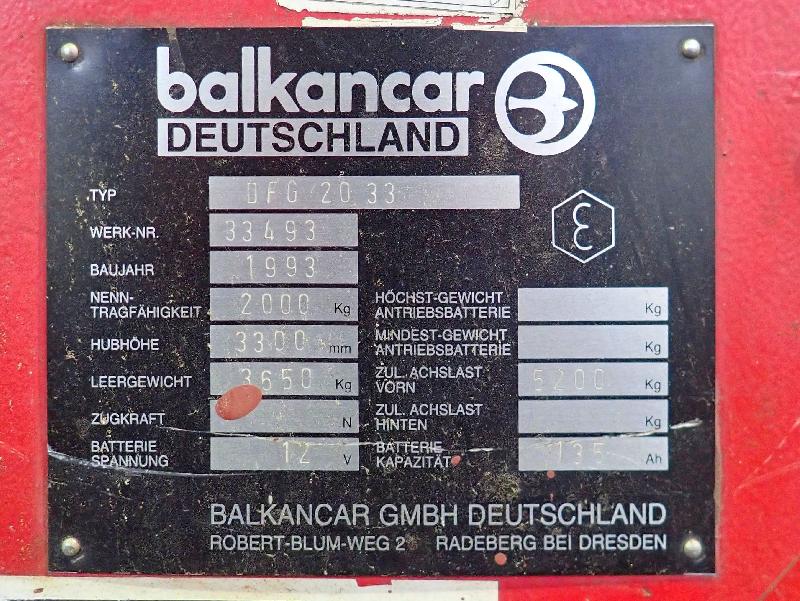 balkancar
DEUTSCHLAND
TYP DFG 20 33
WERK-NR. 33493
BAUJAHR 1993
NENN-
TRAGFÄHIGKEIT 2000 Kg
HÖCHST-GEWICHT
ANTRIEBSBATTERIE Kg
HUBHÖHE 3300 mm
MINDEST-GEWICHT
ANTRIEBSBATTERIE Kg
LEERGEWICHT 3650 Kg
ZUL. ACHSLAST
VORN 5200 Kg
ZUGKRAFT N
ZUL. ACHSLAST
HINTEN Kg
BATTERIE
SPANNUNG 12 V
BATTERIE
KAPAZITÄT 135 Ah
BALKANCAR GMBH DEUTSCHLAND
ROBERT-BLUM-WEG 2 RADEBERG BEI DRESDEN